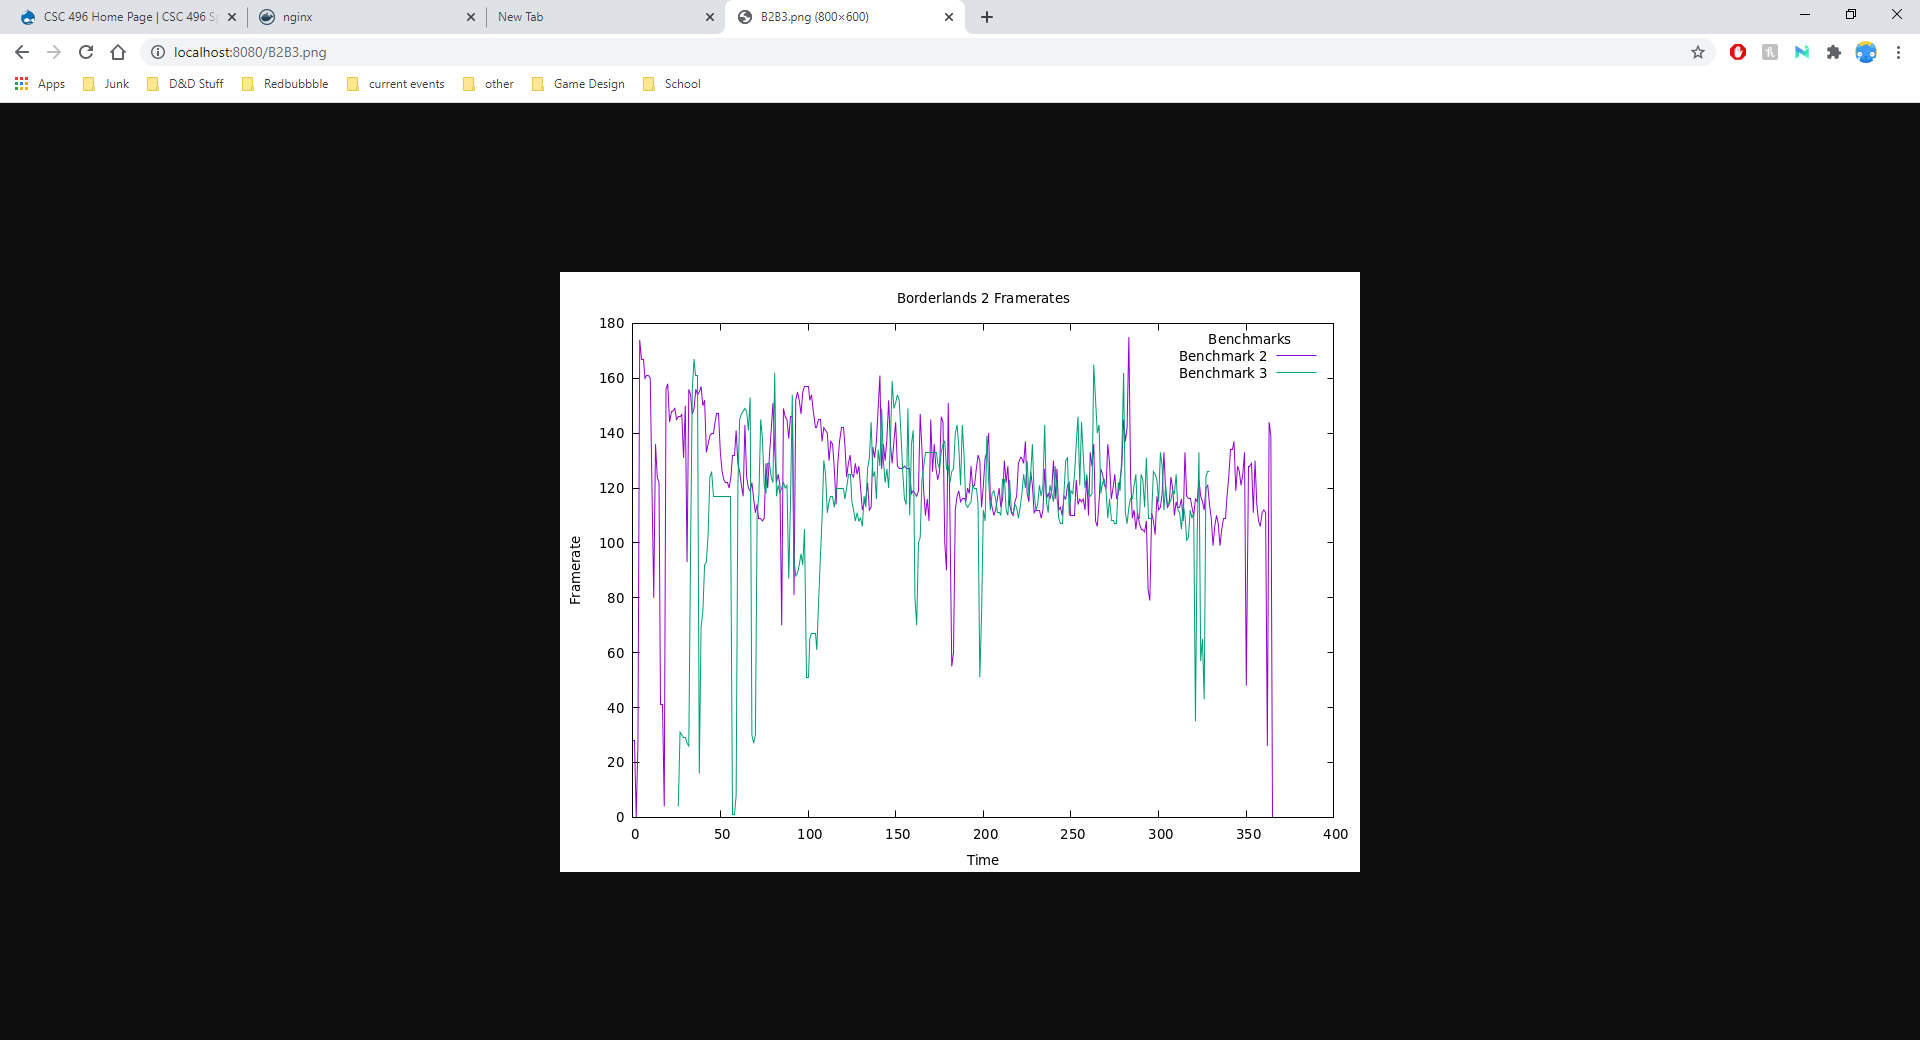 CSC 496 Home Page | CSC 496 S
nginx
New Tab
B2B3.png (800×600)
localhost:8080/B2B3.png
Apps
Junk
D&D Stuff
Redbubbble
current events
other
Game Design
School
Borderlands 2 Framerates
180
160
140
120
100
80
60
40
20
0
Framerate
Benchmarks
Benchmark 2
Benchmark 3
0 50 100 150 200 250 300 350 400
Time